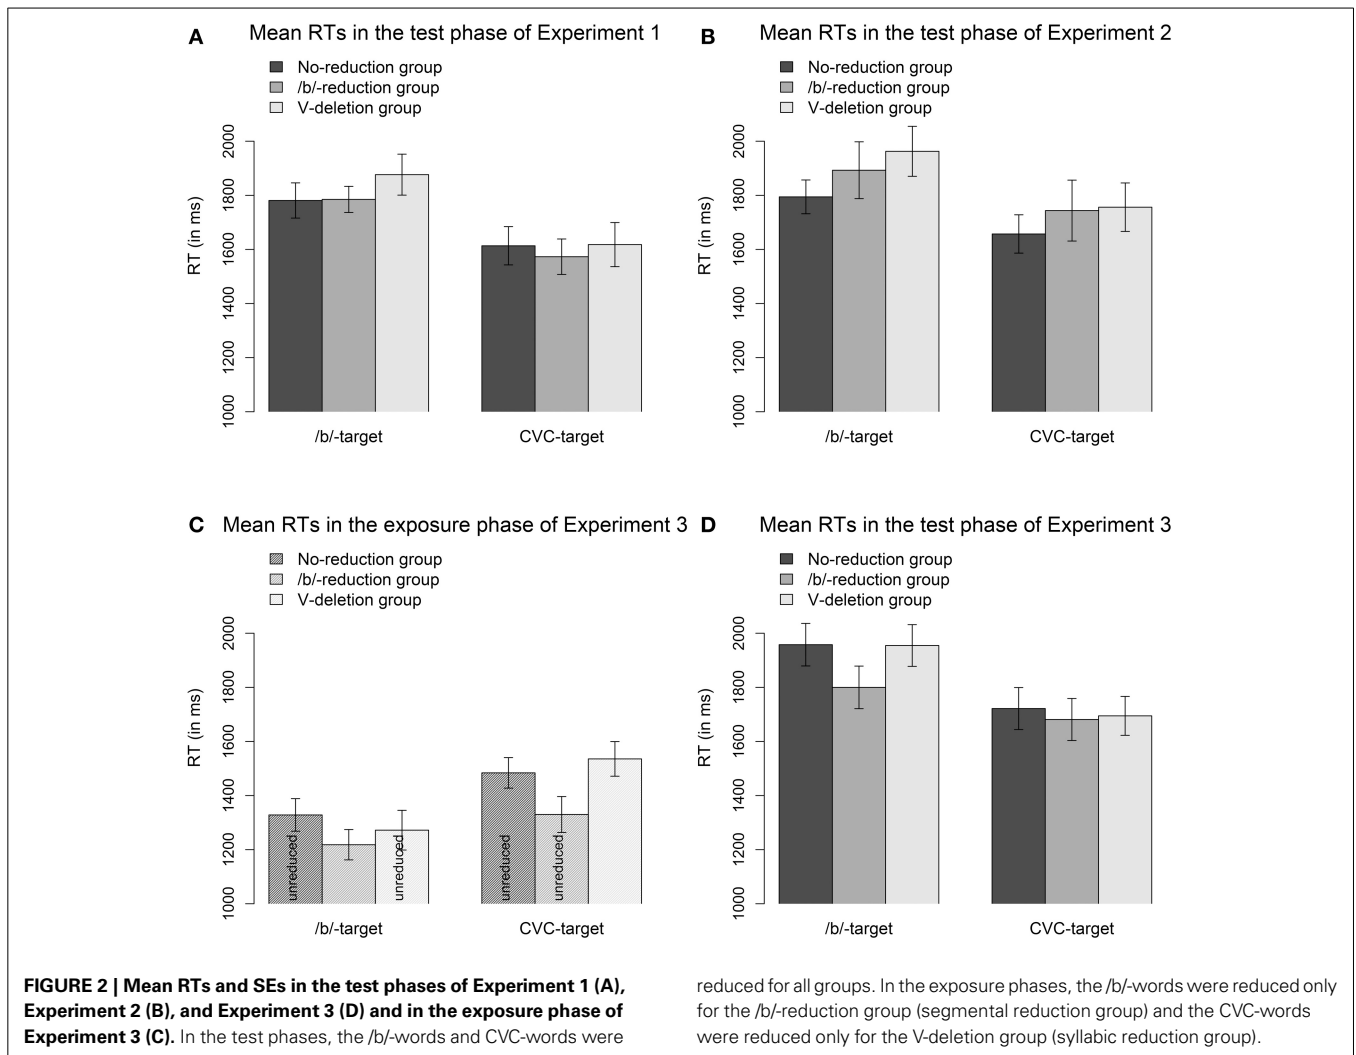 A Mean RTs in the test phase of Experiment 1
No-reduction group
/b/-reduction group
V-deletion group
RT (in ms)
2000
1800
1600
1400
1200
1000
/b/-target CVC-target
B Mean RTs in the test phase of Experiment 2
No-reduction group
/b/-reduction group
V-deletion group
RT (in ms)
2000
1800
1600
1400
1200
1000
/b/-target CVC-target
C Mean RTs in the exposure phase of Experiment 3
No-reduction group
/b/-reduction group
V-deletion group
RT (in ms)
2000
1800
1600
1400
1200
1000
unreduced
unreduced
unreduced
unreduced
/b/-target CVC-target
D Mean RTs in the test phase of Experiment 3
No-reduction group
/b/-reduction group
V-deletion group
RT (in ms)
2000
1800
1600
1400
1200
1000
/b/-target CVC-target
FIGURE 2 | Mean RTs and SEs in the test phases of Experiment 1 (A),
Experiment 2 (B), and Experiment 3 (D) and in the exposure phase of
Experiment 3 (C). In the test phases, the /b/-words and CVC-words were
reduced for all groups. In the exposure phases, the /b/-words were reduced only
for the /b/-reduction group (segmental reduction group) and the CVC-words
were reduced only for the V-deletion group (syllabic reduction group).